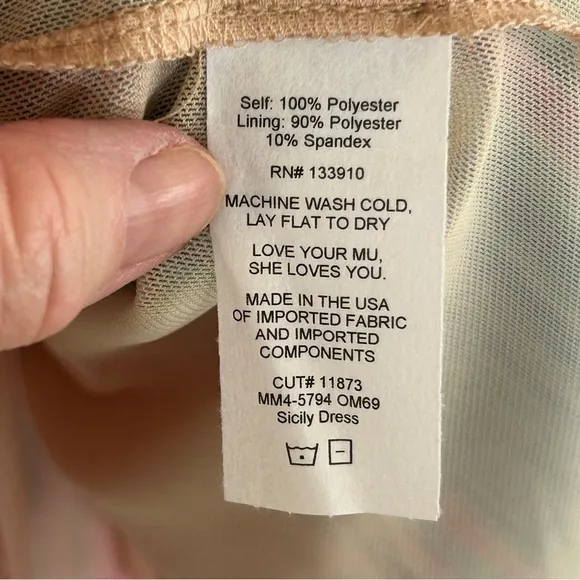 Self: 100% Polyester
Lining: 90% Polyester
10% Spandex
RN# 133910
MACHINE WASH COLD,
LAY FLAT TO DRY
LOVE YOUR MU,
SHE LOVES YOU.
MADE IN THE USA
OF IMPORTED FABRIC
AND IMPORTED
COMPONENTS
CUT# 11873
MM4-5794 OM69
Sicily Dress